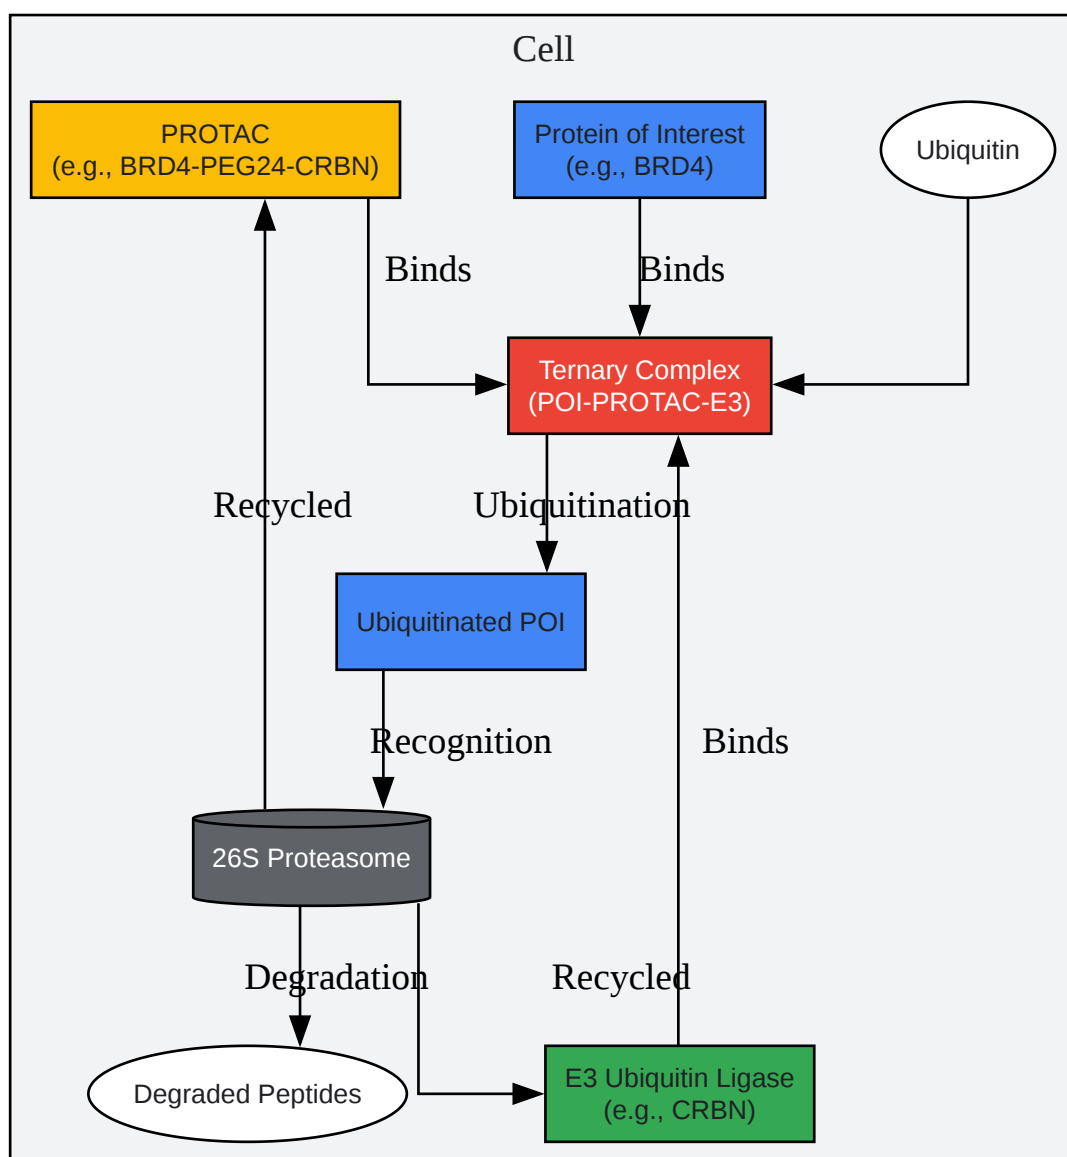 Cell
PROTAC
(e.g., BRD4-PEG24-CRBN)
Protein of Interest
(e.g., BRD4)
Ubiquitin
Binds
Binds
Ternary Complex
(POI-PROTAC-E3)
Recycled
Ubiquitination
Ubiquitinated POI
Recognition
Binds
26S Proteasome
Degradation
Recycled
Degraded Peptides
E3 Ubiquitin Ligase
(e.g., CRBN)